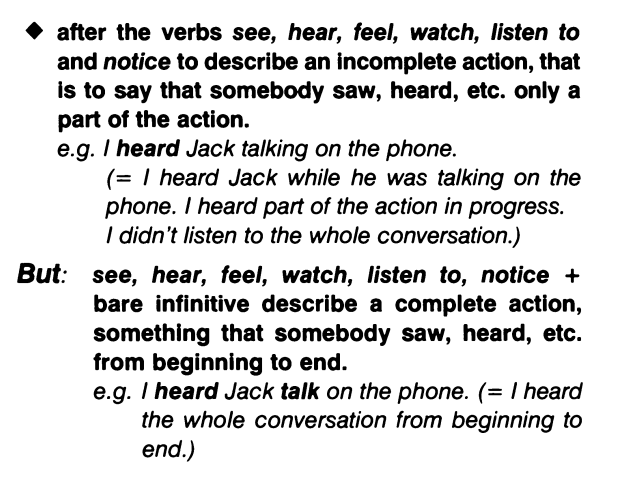 ◆ after the verbs see, hear, feel, watch, listen to
and notice to describe an incomplete action, that
is to say that somebody saw, heard, etc. only a
part of the action.
e.g. I heard Jack talking on the phone.
(= I heard Jack while he was talking on the
phone. I heard part of the action in progress.
I didn't listen to the whole conversation.)
But: see, hear, feel, watch, listen to, notice +
bare infinitive describe a complete action,
something that somebody saw, heard, etc.
from beginning to end.
e.g. I heard Jack talk on the phone. (= I heard
the whole conversation from beginning to
end.)